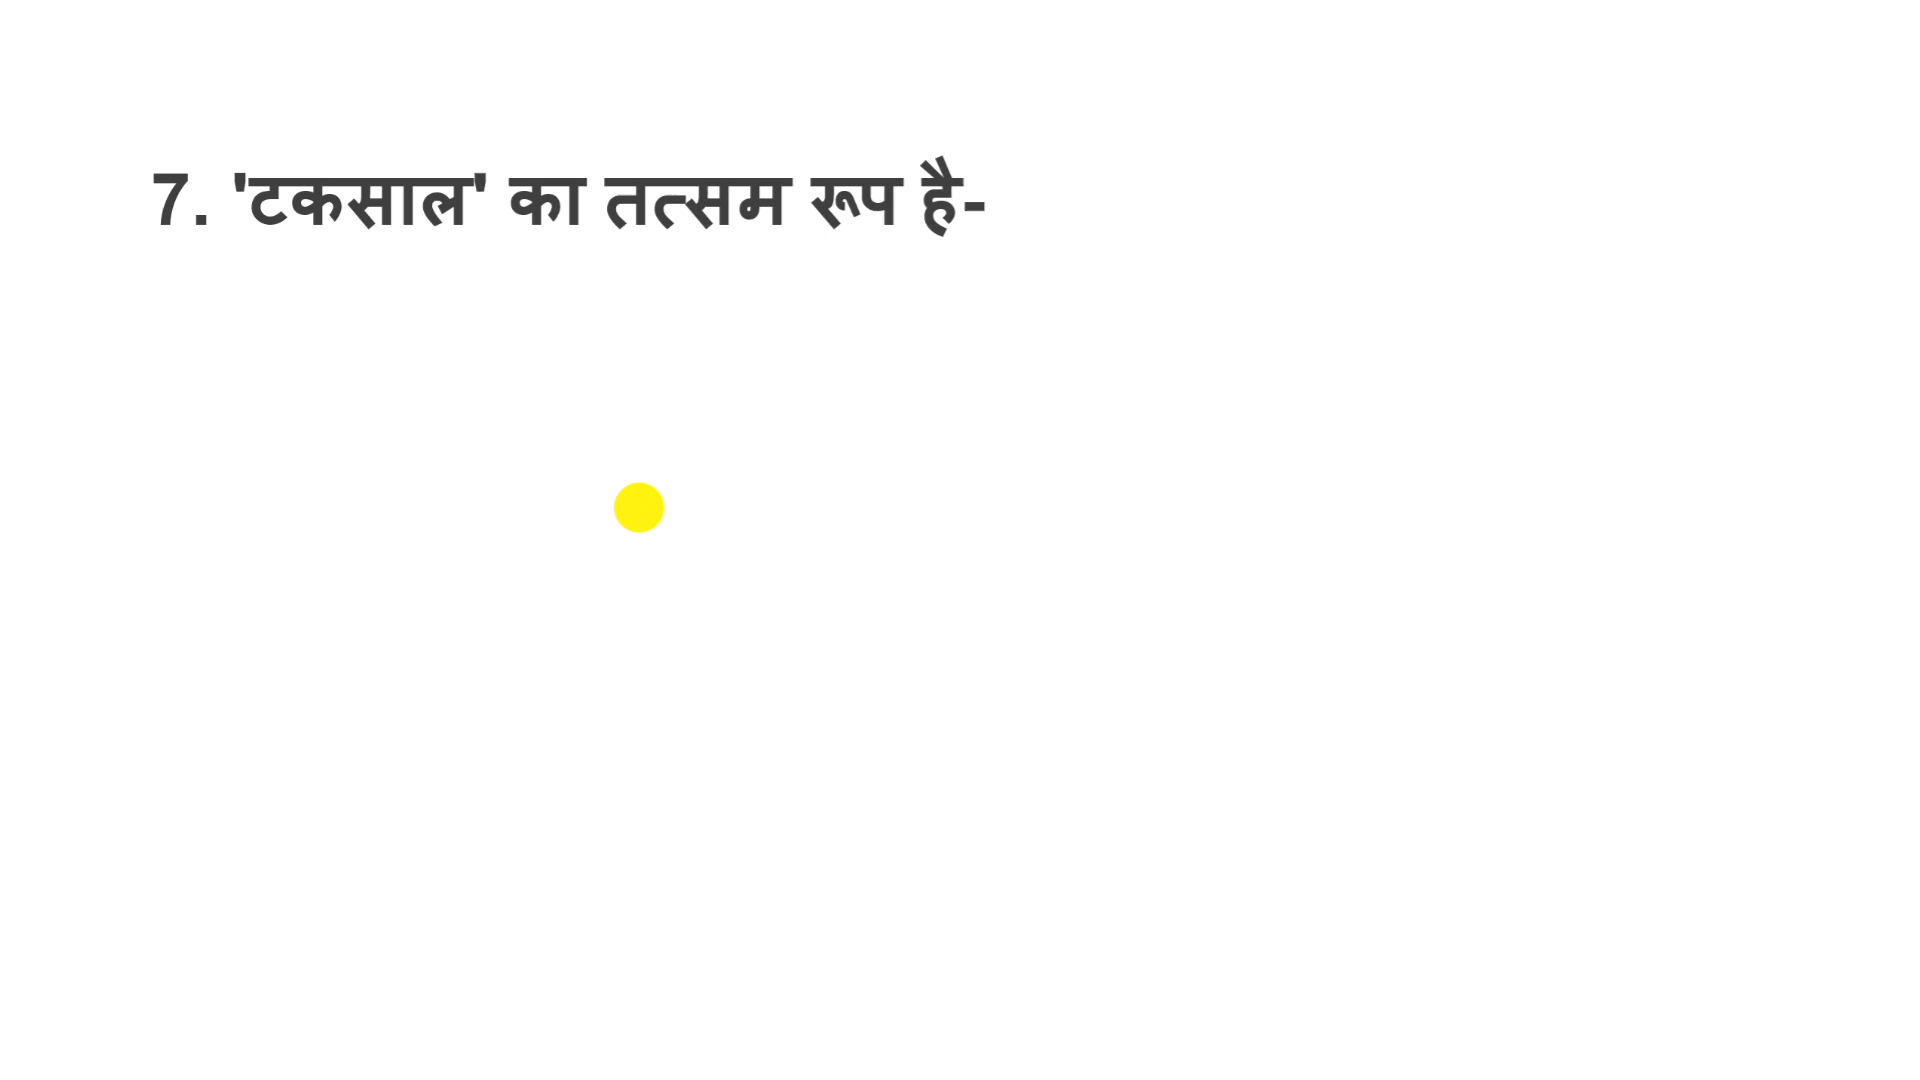 7. 'टकसाल' का तत्सम रूप है-